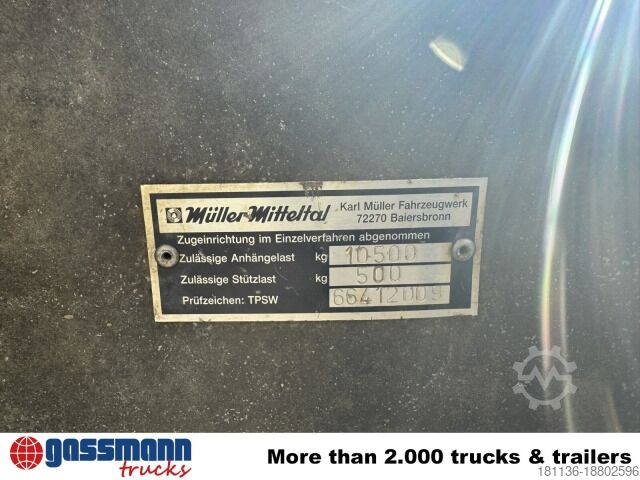 Müller-Mitteltal
Karl Müller Fahrzeugwerk
72270 Baiersbronn
Zugeinrichtung im Einzelverfahren abgenommen
Zulässige Anhängelast kg 10500
Zulässige Stützlast kg 500
Prüfzeichen: TPSW 66412009
gassmann
trucks
More than 2.000 trucks & trailers
181136-18802596